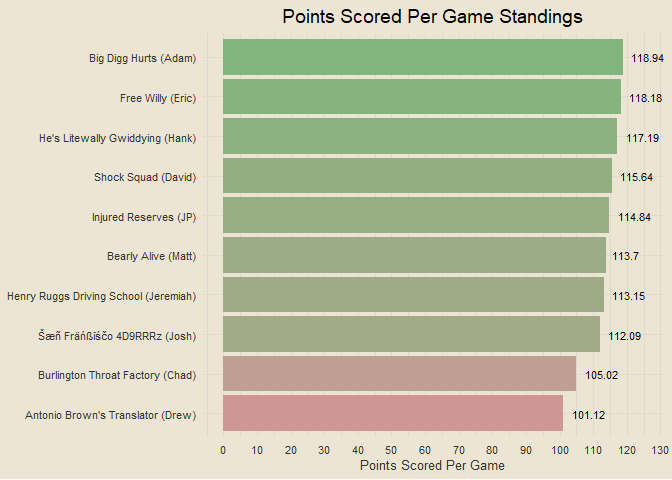 Points Scored Per Game Standings
Big Digg Hurts (Adam) 118.94
Free Willy (Eric) 118.18
He's Litewally Gwiddying (Hank) 117.19
Shock Squad (David) 115.64
Injured Reserves (JP) 114.84
Bearly Alive (Matt) 113.7
Henry Ruggs Driving School (Jeremiah) 113.15
Šæñ Fräńßïśčo 4D9RRRz (Josh) 112.09
Burlington Throat Factory (Chad) 105.02
Antonio Brown's Translator (Drew) 101.12
0 10 20 30 40 50 60 70 80 90 100 110 120 130
Points Scored Per Game